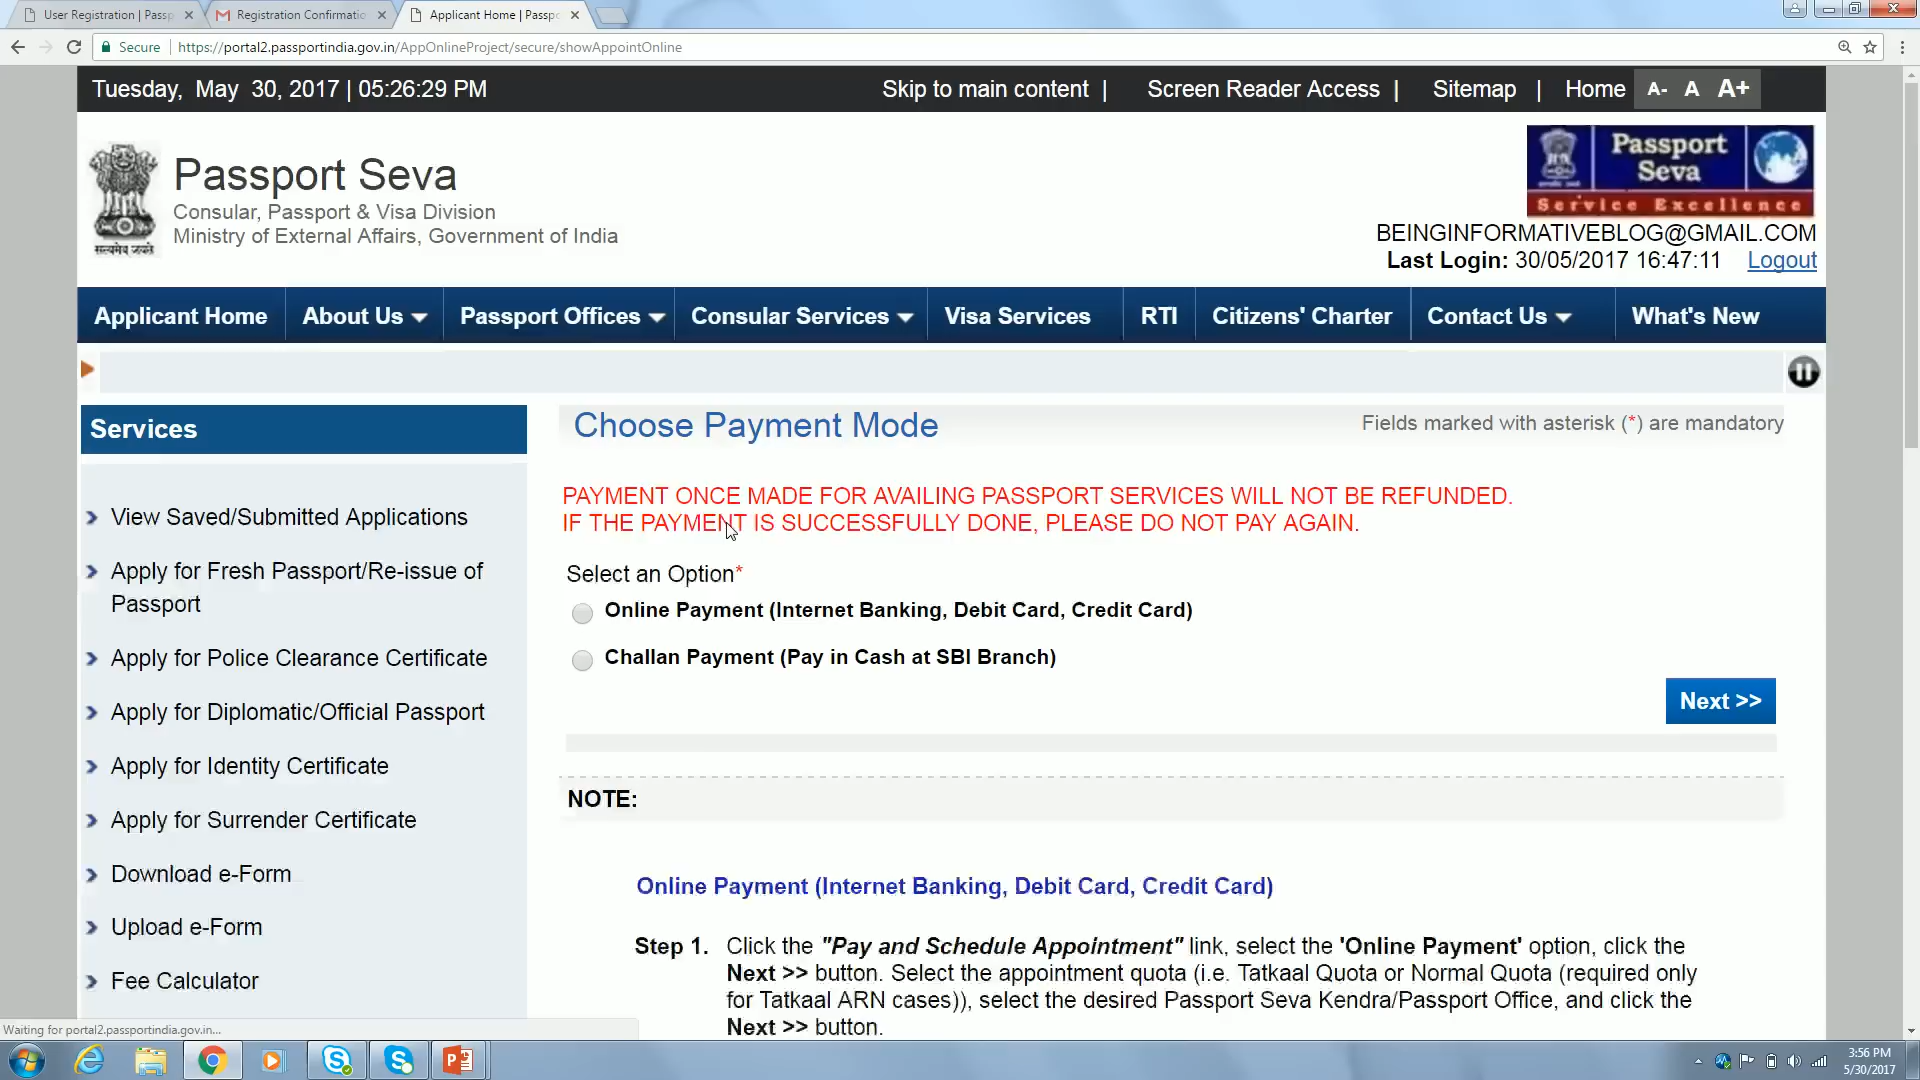 User Registration | Passp
Registration Confirmatio
Applicant Home | Passpo
Secure
https://portal2.passportindia.gov.in/AppOnlineProject/secure/showAppointOnline
Tuesday, May 30, 2017 | 05:26:29 PM
Skip to main content | Screen Reader Access | Sitemap | Home A- A A+
Passport Seva
Consular, Passport & Visa Division
Ministry of External Affairs, Government of India
सत्यमेव जयते
Passport
Seva
Service Excellence
BEINGINFORMATIVEBLOG@GMAIL.COM
Last Login: 30/05/2017 16:47:11 Logout
Applicant Home About Us Passport Offices Consular Services Visa Services RTI Citizens' Charter Contact Us What's New
Services
View Saved/Submitted Applications
Apply for Fresh Passport/Re-issue of
Passport
Apply for Police Clearance Certificate
Apply for Diplomatic/Official Passport
Apply for Identity Certificate
Apply for Surrender Certificate
Download e-Form
Upload e-Form
Fee Calculator
Choose Payment Mode
Fields marked with asterisk (*) are mandatory
PAYMENT ONCE MADE FOR AVAILING PASSPORT SERVICES WILL NOT BE REFUNDED.
IF THE PAYMENT IS SUCCESSFULLY DONE, PLEASE DO NOT PAY AGAIN.
Select an Option*
Online Payment (Internet Banking, Debit Card, Credit Card)
Challan Payment (Pay in Cash at SBI Branch)
Next >>
NOTE:
Online Payment (Internet Banking, Debit Card, Credit Card)
Step 1. Click the "Pay and Schedule Appointment" link, select the 'Online Payment' option, click the
Next >> button. Select the appointment quota (i.e. Tatkaal Quota or Normal Quota (required only
for Tatkaal ARN cases)), select the desired Passport Seva Kendra/Passport Office, and click the
Next >> button.
Waiting for portal2.passportindia.gov.in...
3:56 PM
5/30/2017